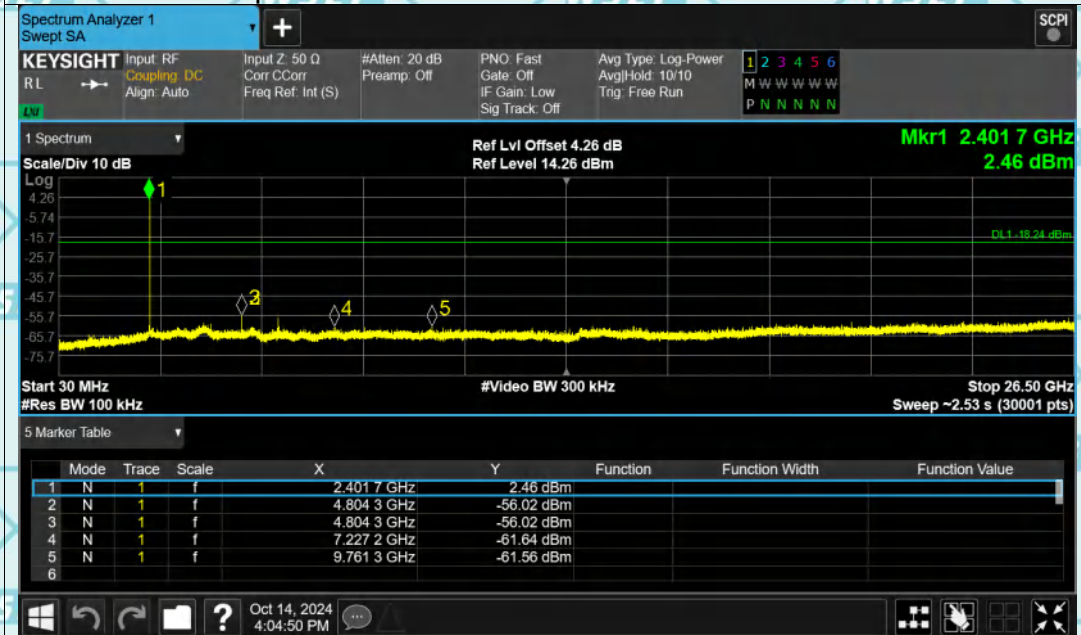 Spectrum Analyzer 1
Swept SA
+
SCPI
KEYSIGHT Input: RF Input Z: 50 Ω #Atten: 20 dB PNO: Fast Avg Type: Log-Power 1 2 3 4 5 6
RL Coupling: DC Corr CCorr Preamp: Off Gate: Off Avg|Hold: 10/10 M W W W W W
Align: Auto Freq Ref: Int (S) IF Gain: Low Trig: Free Run
LXI Sig Track: Off P N N N N N
1 Spectrum
Ref Lvl Offset 4.26 dB
Mkr1 2.401 7 GHz
Scale/Div 10 dB Ref Level 14.26 dBm 2.46 dBm
Log
1
4.26
-5.74
-15.7
DL1 -18.24 dBm
-25.7
-35.7
-45.7
4 5
-55.7
-65.7
-75.7
Start 30 MHz #Video BW 300 kHz Stop 26.50 GHz
#Res BW 100 kHz Sweep ~2.53 s (30001 pts)
5 Marker Table
Mode Trace Scale X Y Function Function Width Function Value
1 N 1 f 2.401 7 GHz 2.46 dBm
2 N 1 f 4.804 3 GHz -56.02 dBm
3 N 1 f 4.804 3 GHz -56.02 dBm
4 N 1 f 7.227 2 GHz -61.64 dBm
5 N 1 f 9.761 3 GHz -61.56 dBm
6
?
Oct 14, 2024
4:04:50 PM